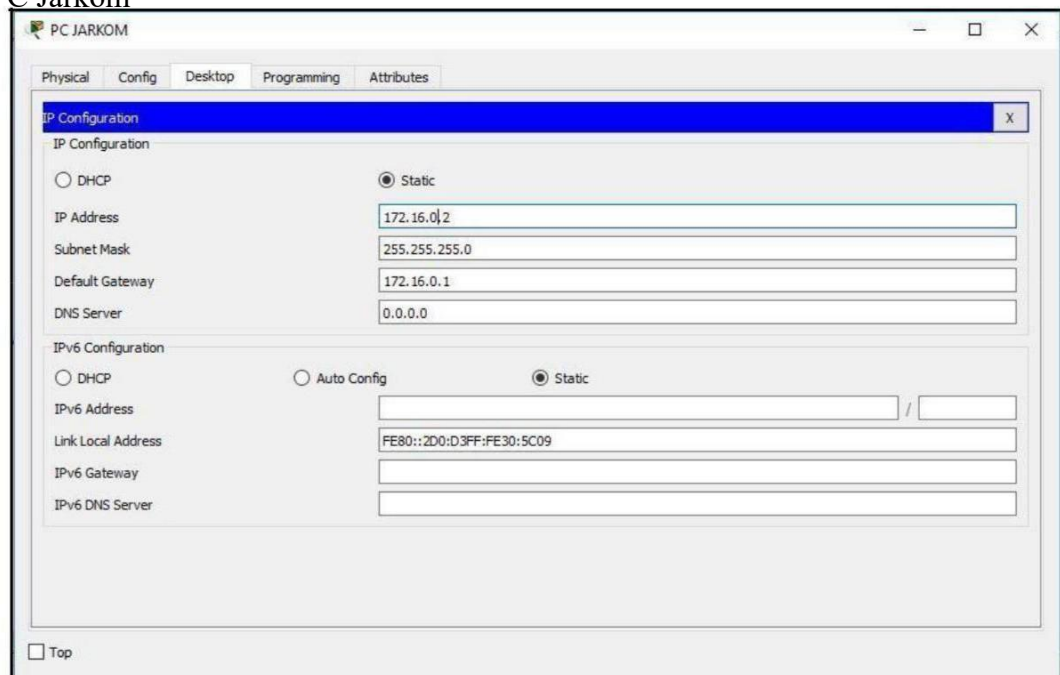 C Jarkom
PC JARKOM
Physical Config Desktop Programming Attributes
IP Configuration X
IP Configuration
DHCP Static
IP Address 172.16.0.2
Subnet Mask 255.255.255.0
Default Gateway 172.16.0.1
DNS Server 0.0.0.0
IPv6 Configuration
DHCP Auto Config Static
IPv6 Address /
Link Local Address FE80::2D0:D3FF:FE30:5C09
IPv6 Gateway
IPv6 DNS Server
Top